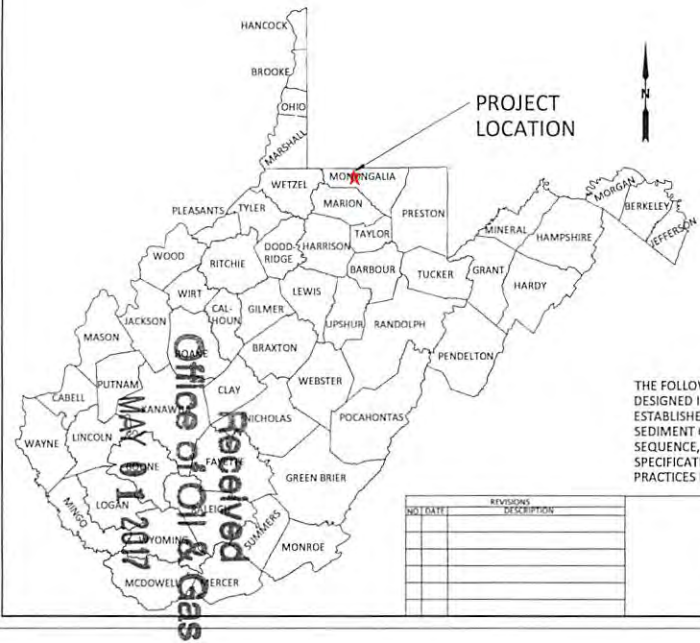 HANCOCK
BROOKE
OHIO
MARSHALL
PROJECT
LOCATION
N
WETZEL
MONONGALIA
MARION
PRESTON
MORGAN
BERKELEY
JEFFERSON
PLEASANTS
TYLER
TAYLOR
MINERAL
HAMPSHIRE
WOOD
RITCHIE
DODD-
RIDGE
HARRISON
BARBOUR
TUCKER
GRANT
HARDY
WIRT
LEWIS
JACKSON
CAL-
HOUN
GILMER
UPSHUR
RANDOLPH
MASON
ROANE
BRAXTON
PENDELTON
PUTNAM
CLAY
WEBSTER
CABELL
KANAWHA
NICHOLAS
POCAHONTAS
WAYNE
LINCOLN
BOONE
FAYETTE
GREEN BRIER
LOGAN
RALEIGH
MINGO
SUMMERS
WYOMING
MONROE
MCDOWELL
MERCER
Received
Office of Oil & Gas
MAY 01 2017
THE FOLLOW
DESIGNED I
ESTABLISHE
SEDIMENT
SEQUENCE,
SPECIFICATI
PRACTICES
REVISIONS
NO DATE DESCRIPTION